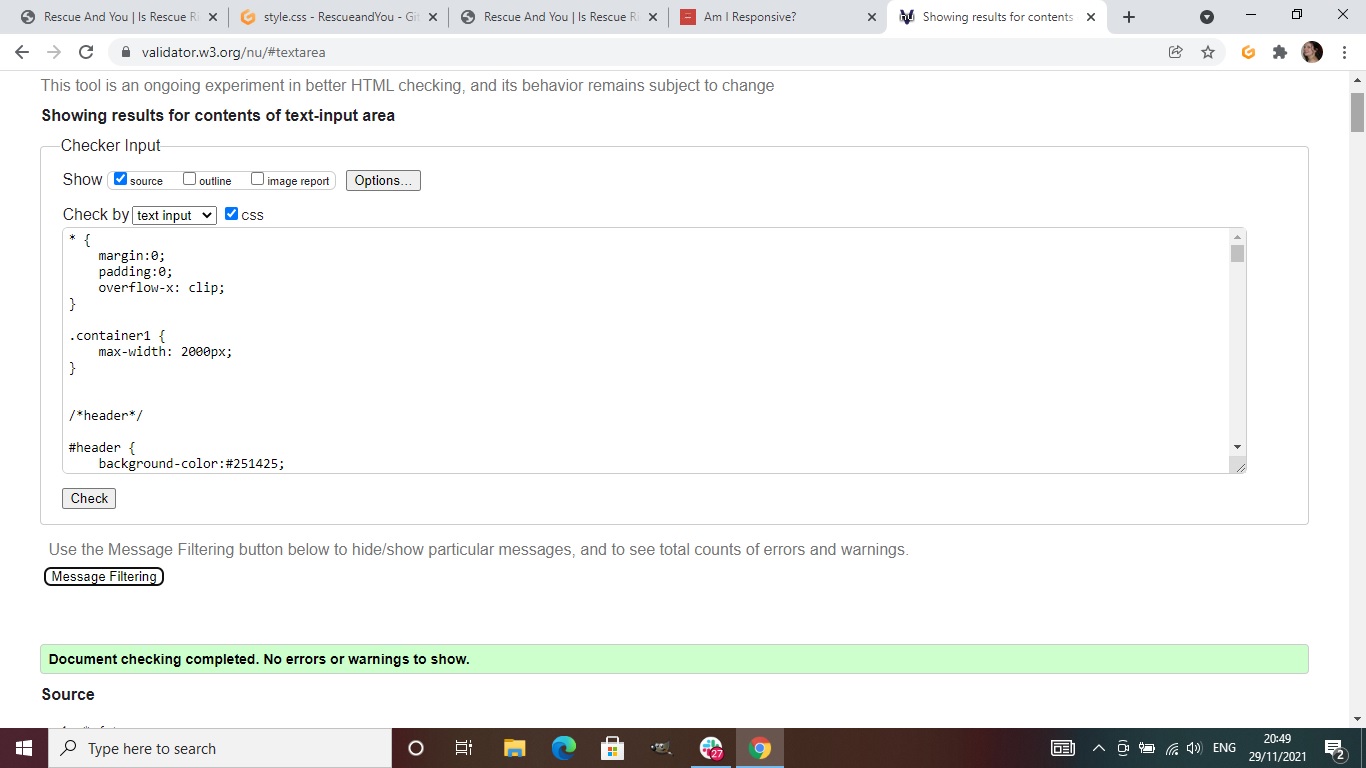 Rescue And You | Is Rescue Ri
style.css - RescueandYou - Git
Rescue And You | Is Rescue Ri
Am I Responsive?
Showing results for contents
validator.w3.org/nu/#textarea
This tool is an ongoing experiment in better HTML checking, and its behavior remains subject to change
Showing results for contents of text-input area
Checker Input
Show source outline image report Options...
Check by text input css
* {
margin:0;
padding:0;
overflow-x: clip;
}
.container1 {
max-width: 2000px;
}
/*header*/
#header {
background-color:#251425;
Check
Use the Message Filtering button below to hide/show particular messages, and to see total counts of errors and warnings.
Message Filtering
Document checking completed. No errors or warnings to show.
Source
Type here to search
27
ENG
20:49
29/11/2021
2